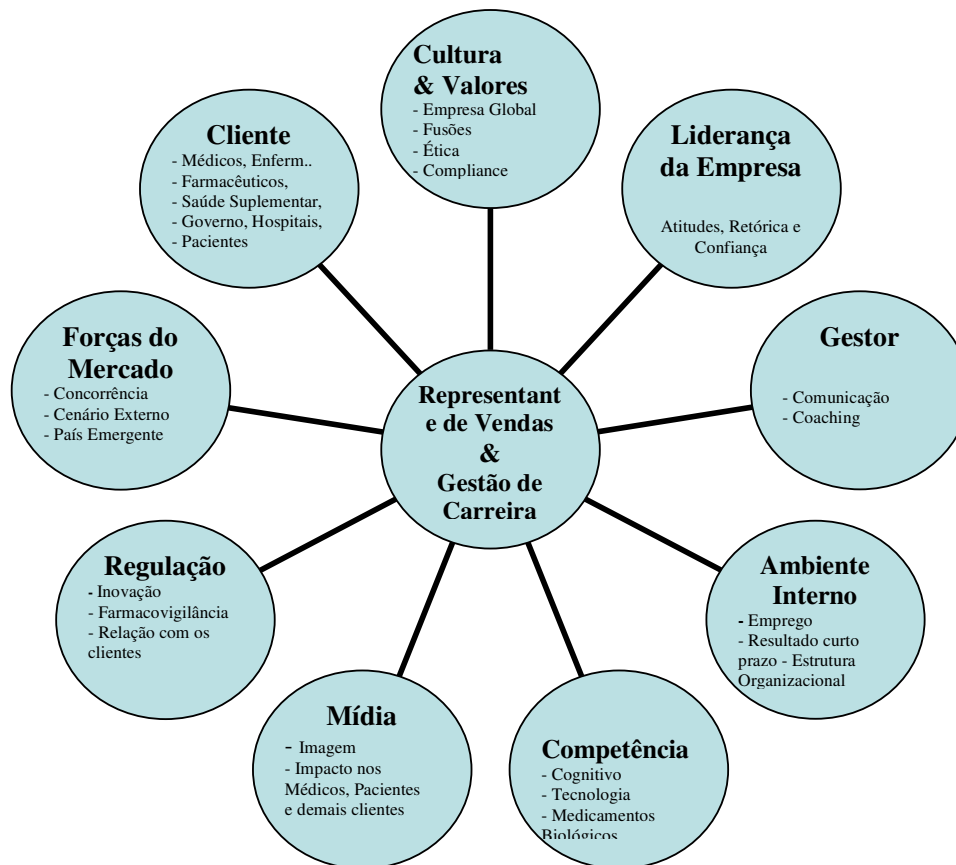 Cultura
& Valores
- Empresa Global
- Fusões
- Ética
- Compliance
Liderança
da Empresa
Atitudes, Retórica e
Confiança
Gestor
- Comunicação
- Coaching
Ambiente
Interno
- Emprego
- Resultado curto
prazo - Estrutura
Organizacional
Competência
- Cognitivo
- Tecnologia
- Medicamentos
Biológicos
Mídia
- Imagem
- Impacto nos
Médicos, Pacientes
e demais clientes
Regulação
- Inovação
- Farmacovigilância
- Relação com os
clientes
Forças do
Mercado
- Concorrência
- Cenário Externo
- País Emergente
Cliente
- Médicos, Enferm..
- Farmacêuticos,
- Saúde Suplementar,
- Governo, Hospitais,
- Pacientes
Representant
e de Vendas
&
Gestão de
Carreira